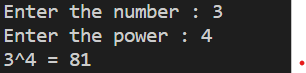 Enter the number : 3
Enter the power : 4
3^4 = 81